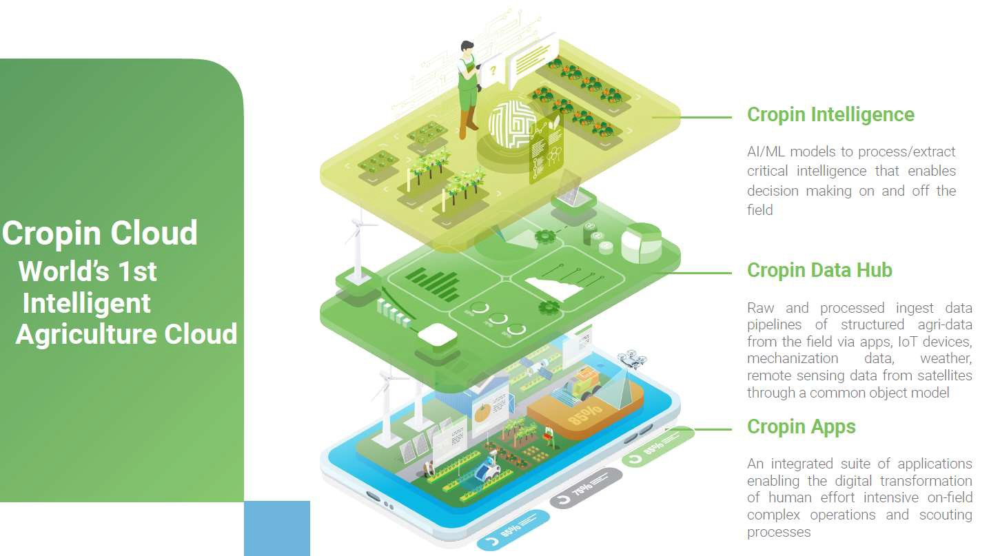 Cropin Cloud
World's 1st
Intelligent
Agriculture Cloud
?
Cropin Intelligence
AI/ML models to process/extract
critical intelligence that enables
decision making on and off the
field
Cropin Data Hub
Raw and processed ingest data
pipelines of structured agri-data
from the field via apps, IoT devices,
mechanization data, weather,
remote sensing data from satellites
through a common object model
85%
Cropin Apps
An integrated suite of applications
enabling the digital transformation
of human effort intensive on-field
complex operations and scouting
processes
75%